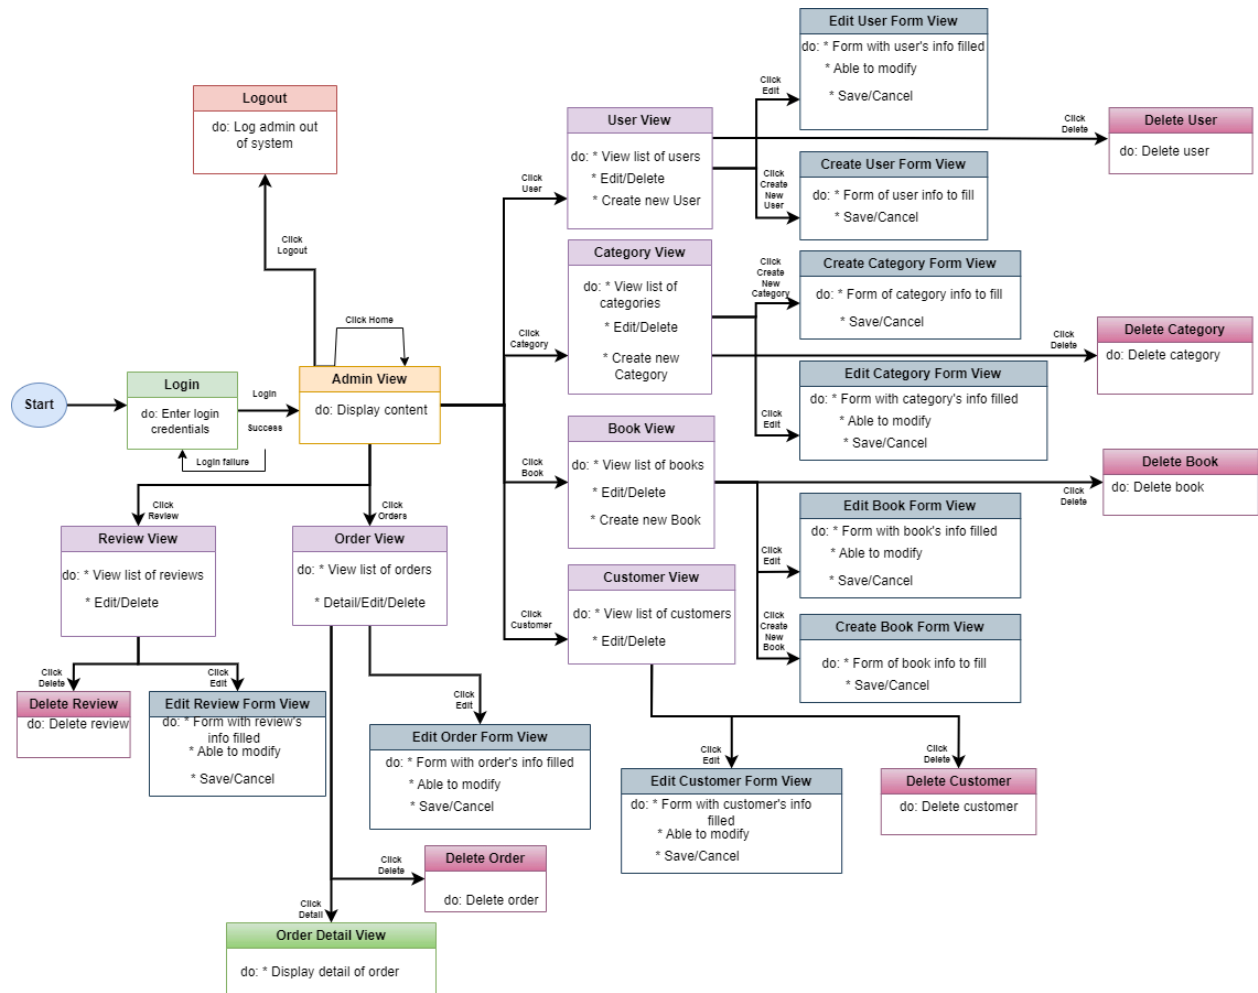 Edit User Form View
do: * Form with user's info filled
* Able to modify
* Save/Cancel
Click
Edit
Logout
do: Log admin out
of system
User View
do: * View list of users
* Edit/Delete
* Create new User
Click
Delete
Delete User
do: Delete user
Create User Form View
do: * Form of user info to fill
* Save/Cancel
Click
Create
New
User
Click
User
Click
Logout
Category View
do: * View list of
categories
* Edit/Delete
* Create new
Category
Click
Create
New
Category
Create Category Form View
do: * Form of category info to fill
* Save/Cancel
Click Home
Click
Category
Click
Delete
Delete Category
do: Delete category
Start
Login
do: Enter login
credentials
Login
Success
Login failure
Admin View
do: Display content
Edit Category Form View
do: * Form with category's info filled
* Able to modify
* Save/Cancel
Click
Edit
Book View
do: * View list of books
* Edit/Delete
* Create new Book
Click
Book
Click
Delete
Delete Book
do: Delete book
Click
Review
Click
Orders
Edit Book Form View
do: * Form with book's info filled
* Able to modify
* Save/Cancel
Click
Edit
Review View
do: * View list of reviews
* Edit/Delete
Order View
do: * View list of orders
* Detail/Edit/Delete
Customer View
do: * View list of customers
* Edit/Delete
Click
Customer
Click
Create
New
Book
Create Book Form View
do: * Form of book info to fill
* Save/Cancel
Click
Delete
Click
Edit
Delete Review
do: Delete review
Edit Review Form View
do: * Form with review's
info filled
* Able to modify
* Save/Cancel
Click
Edit
Edit Order Form View
do: * Form with order's info filled
* Able to modify
* Save/Cancel
Click
Edit
Click
Delete
Edit Customer Form View
do: * Form with customer's info
filled
* Able to modify
* Save/Cancel
Delete Customer
do: Delete customer
Click
Delete
Delete Order
do: Delete order
Click
Detail
Order Detail View
do: * Display detail of order